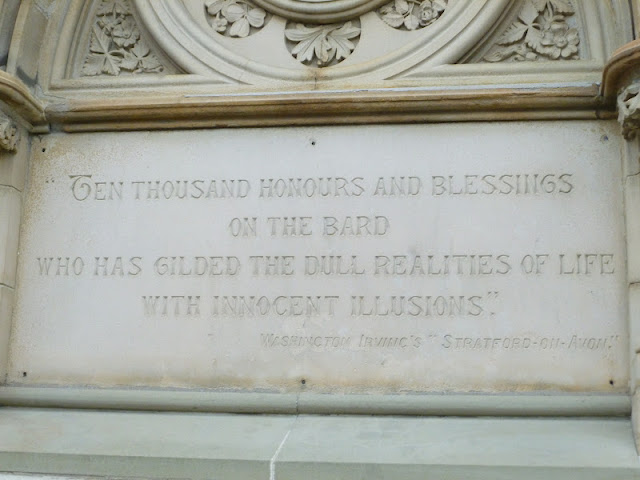 "TEN THOUSAND HONOURS AND BLESSINGS
ON THE BARD
WHO HAS GILDED THE DULL REALITIES OF LIFE
WITH INNOCENT ILLUSIONS".
WASHINGTON IRVING'S "STRATFORD-ON-AVON."